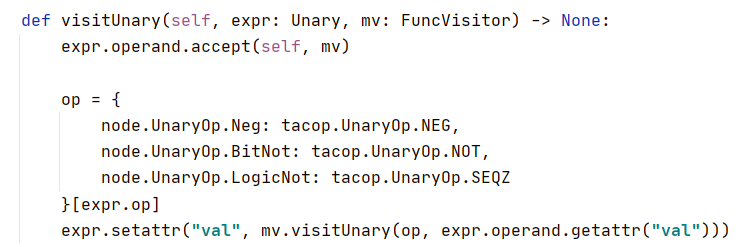 def visitUnary(self, expr: Unary, mv: FuncVisitor) -> None:
    expr.operand.accept(self, mv)

    op = {
        node.UnaryOp.Neg: tacop.UnaryOp.NEG,
        node.UnaryOp.BitNot: tacop.UnaryOp.NOT,
        node.UnaryOp.LogicNot: tacop.UnaryOp.SEQZ
    }[expr.op]
    expr.setattr("val", mv.visitUnary(op, expr.operand.getattr("val")))